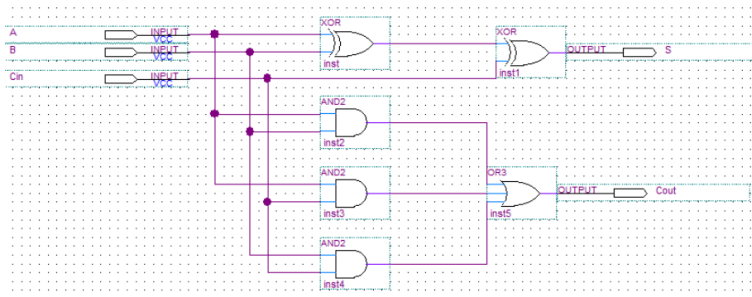 XOR
XOR
A INPUT
VCC
B INPUT
VCC
inst
OUTPUT S
Cin INPUT
VCC
inst1
AND2
inst2
AND2
OR3
OUTPUT Cout
inst3
inst5
AND2
inst4